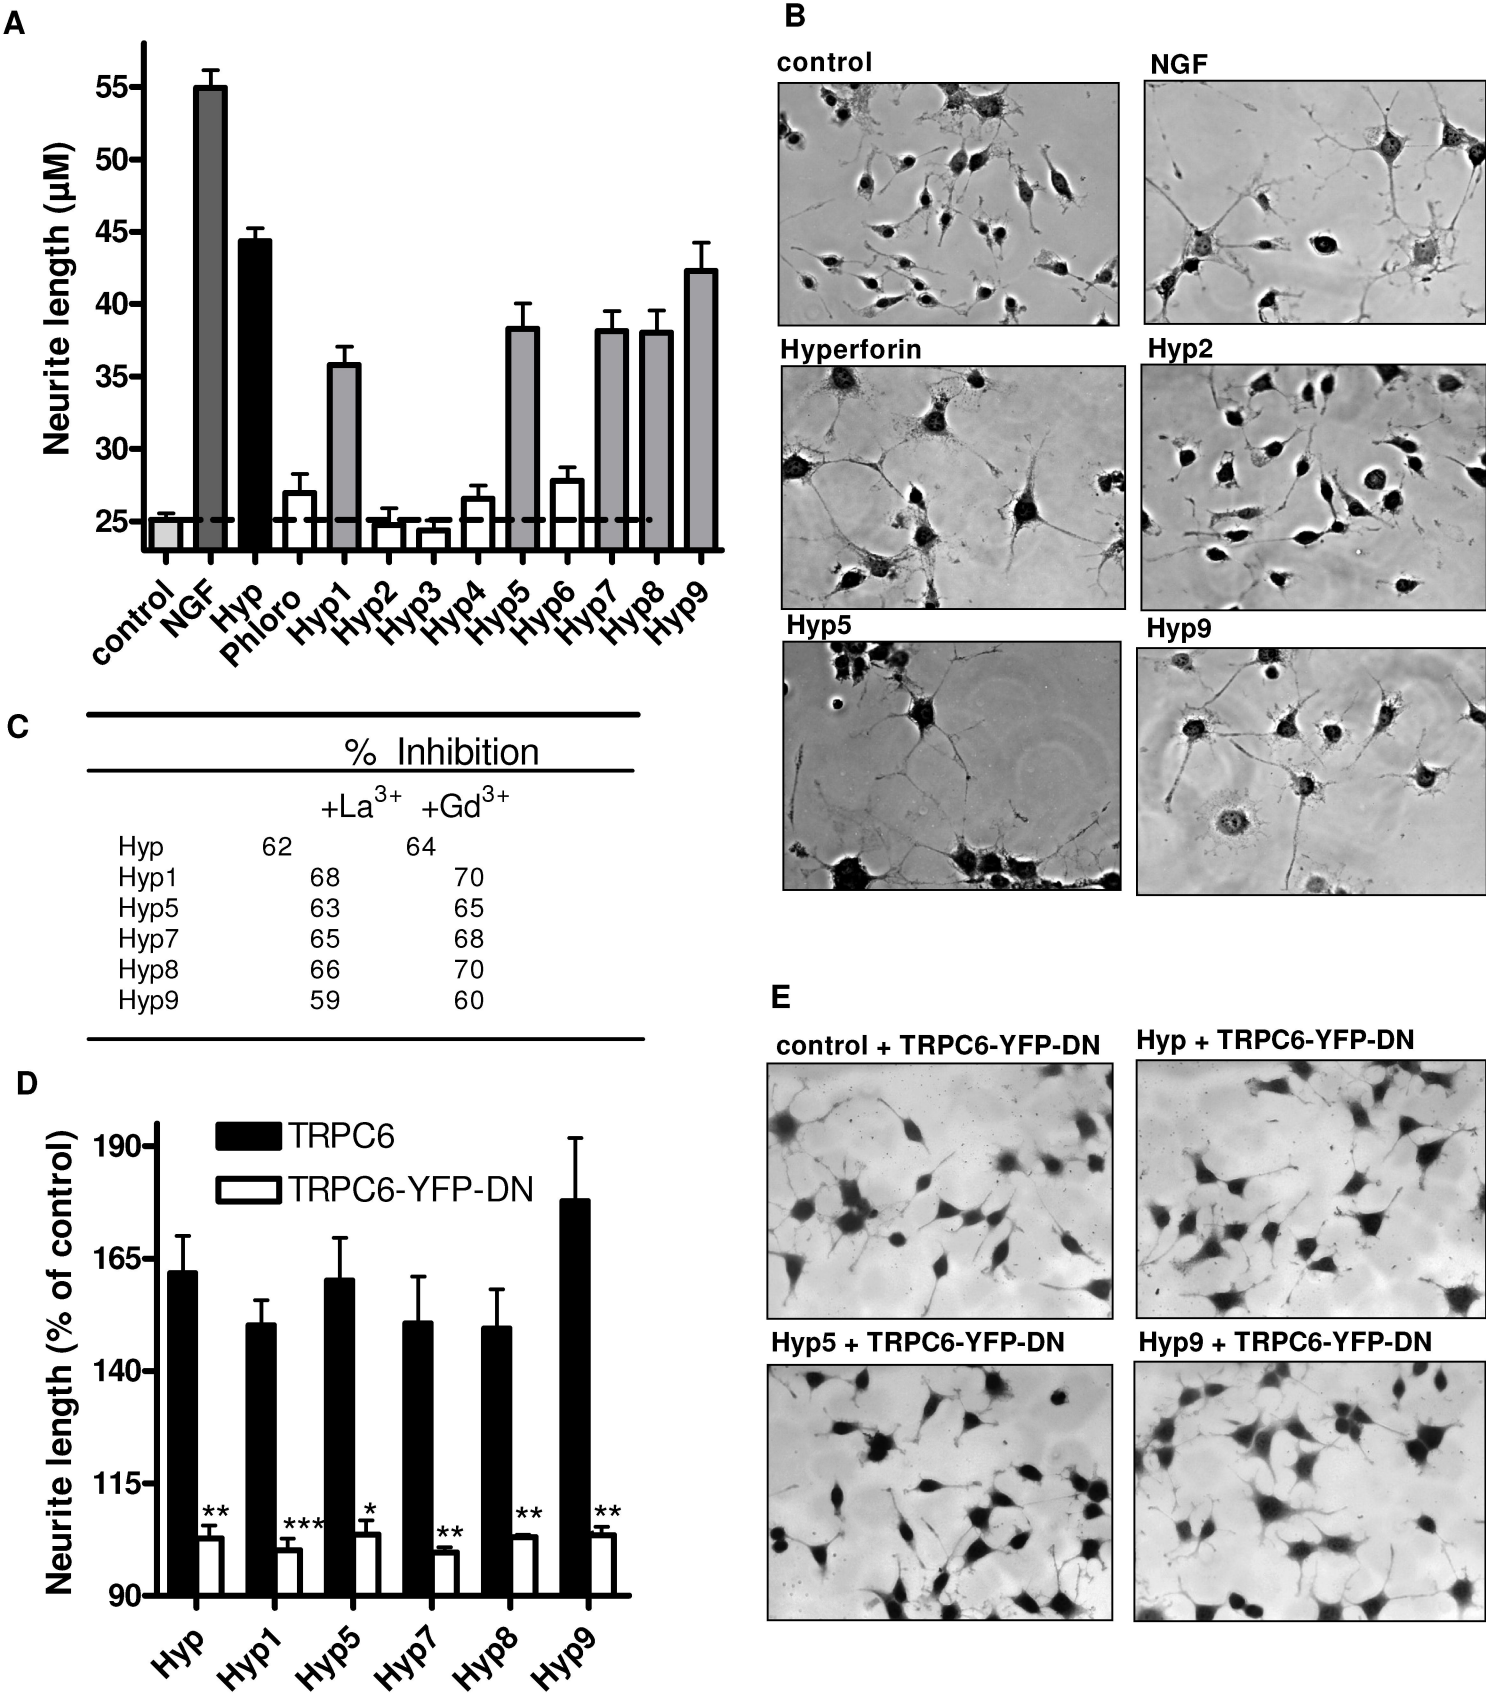 A
Neurite length (µM)
55
50
45
40
35
30
25
control
NGF
Hyp
Phloro
Hyp1
Hyp2
Hyp3
Hyp4
Hyp5
Hyp6
Hyp7
Hyp8
Hyp9
B
control
NGF
Hyperforin
Hyp2
Hyp5
Hyp9
C
% Inhibition
+La3+ +Gd3+
Hyp 62 64
Hyp1 68 70
Hyp5 63 65
Hyp7 65 68
Hyp8 66 70
Hyp9 59 60
D
Neurite length (% of control)
190
165
140
115
90
TRPC6
TRPC6-YFP-DN
**
***
*
**
**
**
Hyp
Hyp1
Hyp5
Hyp7
Hyp8
Hyp9
E
control + TRPC6-YFP-DN
Hyp + TRPC6-YFP-DN
Hyp5 + TRPC6-YFP-DN
Hyp9 + TRPC6-YFP-DN